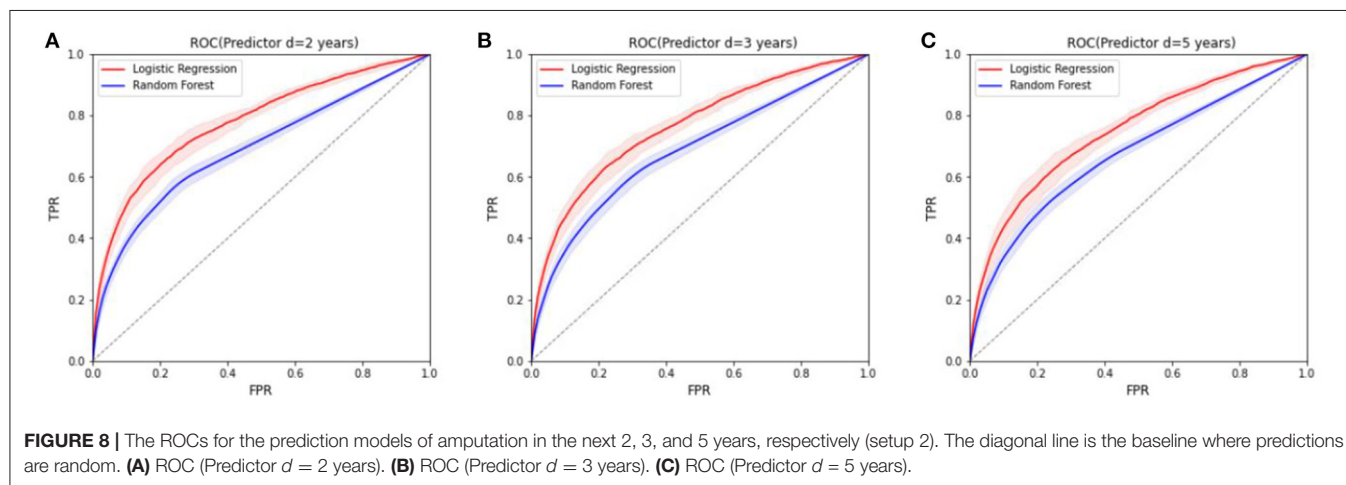 A
ROC(Predictor d=2 years)
1.0
0.8
0.6
0.4
0.2
0.0
TPR
Logistic Regression
Random Forest
0.0 0.2 0.4 0.6 0.8 1.0
FPR
B
ROC(Predictor d=3 years)
1.0
0.8
0.6
0.4
0.2
0.0
TPR
Logistic Regression
Random Forest
0.0 0.2 0.4 0.6 0.8 1.0
FPR
C
ROC(Predictor d=5 years)
1.0
0.8
0.6
0.4
0.2
0.0
TPR
Logistic Regression
Random Forest
0.0 0.2 0.4 0.6 0.8 1.0
FPR
FIGURE 8 | The ROCs for the prediction models of amputation in the next 2, 3, and 5 years, respectively (setup 2). The diagonal line is the baseline where predictions
are random. (A) ROC (Predictor d = 2 years). (B) ROC (Predictor d = 3 years). (C) ROC (Predictor d = 5 years).